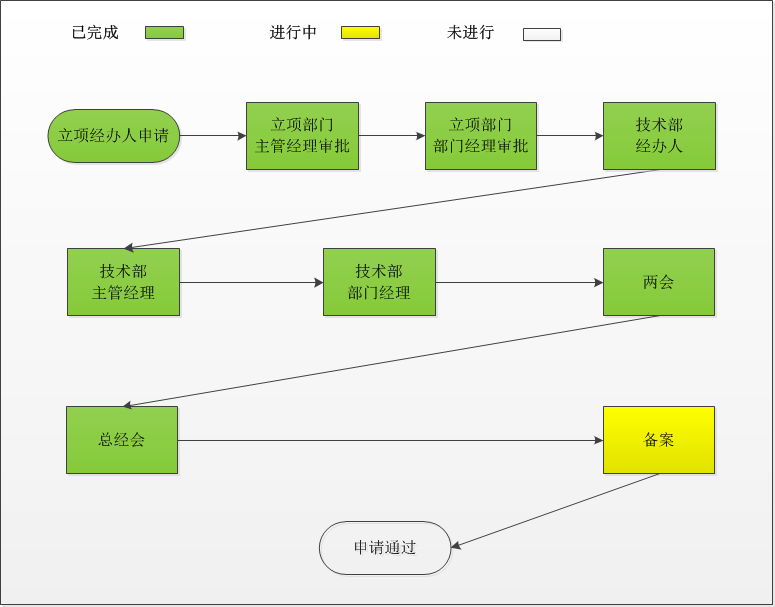 已完成
进行中
未进行
立项经办人申请
立项部门
主管经理审批
立项部门
部门经理审批
技术部
经办人
技术部
主管经理
技术部
部门经理
两会
总经会
备案
申请通过